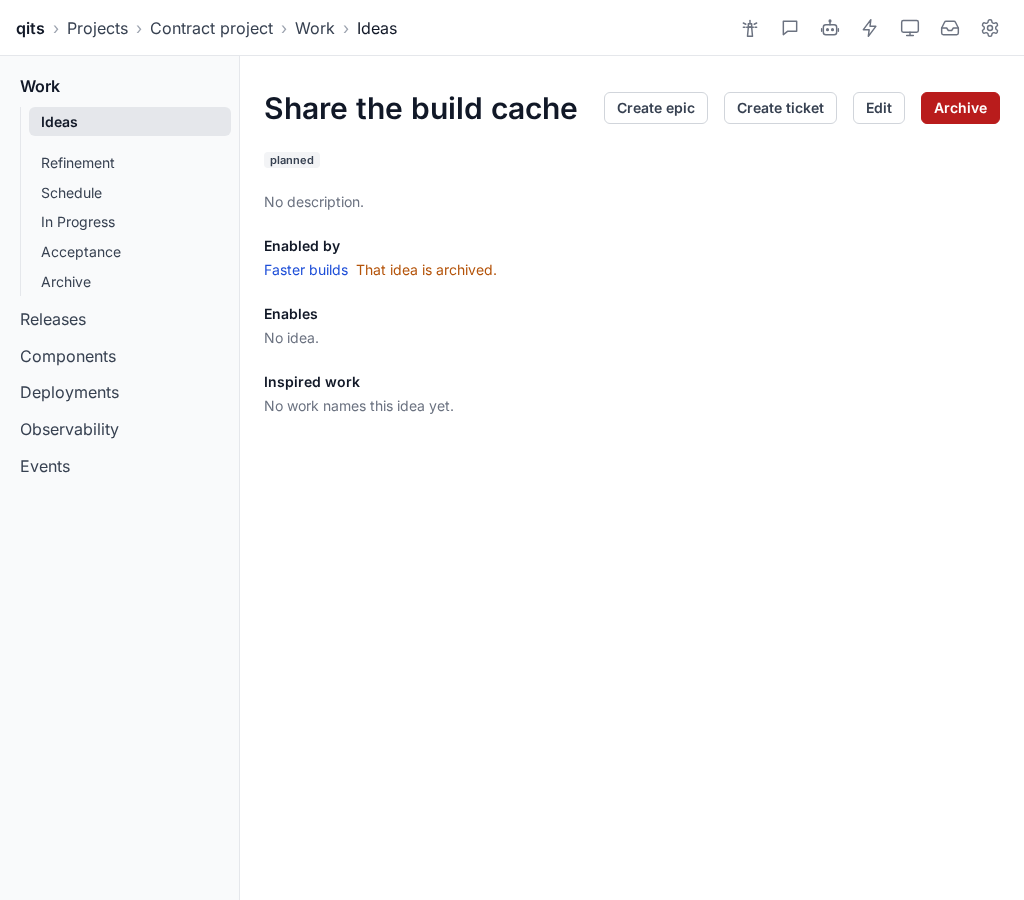 qits › Projects › Contract project › Work › Ideas
Work
Ideas
Refinement
Schedule
In Progress
Acceptance
Archive
Releases
Components
Deployments
Observability
Events
Share the build cache
Create epic
Create ticket
Edit
Archive
planned
No description.
Enabled by
Faster builds That idea is archived.
Enables
No idea.
Inspired work
No work names this idea yet.